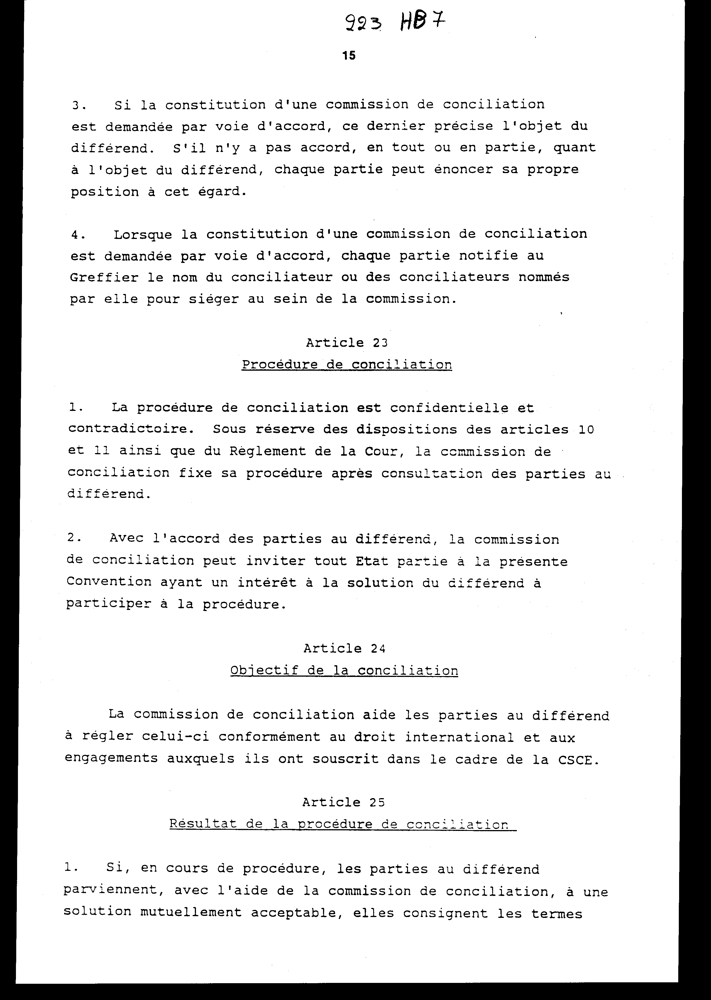 993 HB7
15
3. Si la constitution d'une commission de conciliation
est demandée par voie d'accord, ce dernier précise l'objet du
différend. S'il n'y a pas accord, en tout ou en partie, quant
à l'objet du différend, chaque partie peut énoncer sa propre
position à cet égard.
4. Lorsque la constitution d'une commission de conciliation
est demandée par voie d'accord, chaque partie notifie au
Greffier le nom du conciliateur ou des conciliateurs nommés
par elle pour siéger au sein de la commission.
Article 23
Procédure de conciliation
1. La procédure de conciliation est confidentielle et
contradictoire. Sous réserve des dispositions des articles 10
et 11 ainsi que du Règlement de la Cour, la commission de
conciliation fixe sa procédure après consultation des parties au
différend.
2. Avec l'accord des parties au différend, la commission
de conciliation peut inviter tout Etat partie à la présente
Convention ayant un intérêt à la solution du différend à
participer à la procédure.
Article 24
Objectif de la conciliation
La commission de conciliation aide les parties au différend
à régler celui-ci conformément au droit international et aux
engagements auxquels ils ont souscrit dans le cadre de la CSCE.
Article 25
Résultat de la procédure de conciliation
1. Si, en cours de procédure, les parties au différend
parviennent, avec l'aide de la commission de conciliation, à une
solution mutuellement acceptable, elles consignent les termes